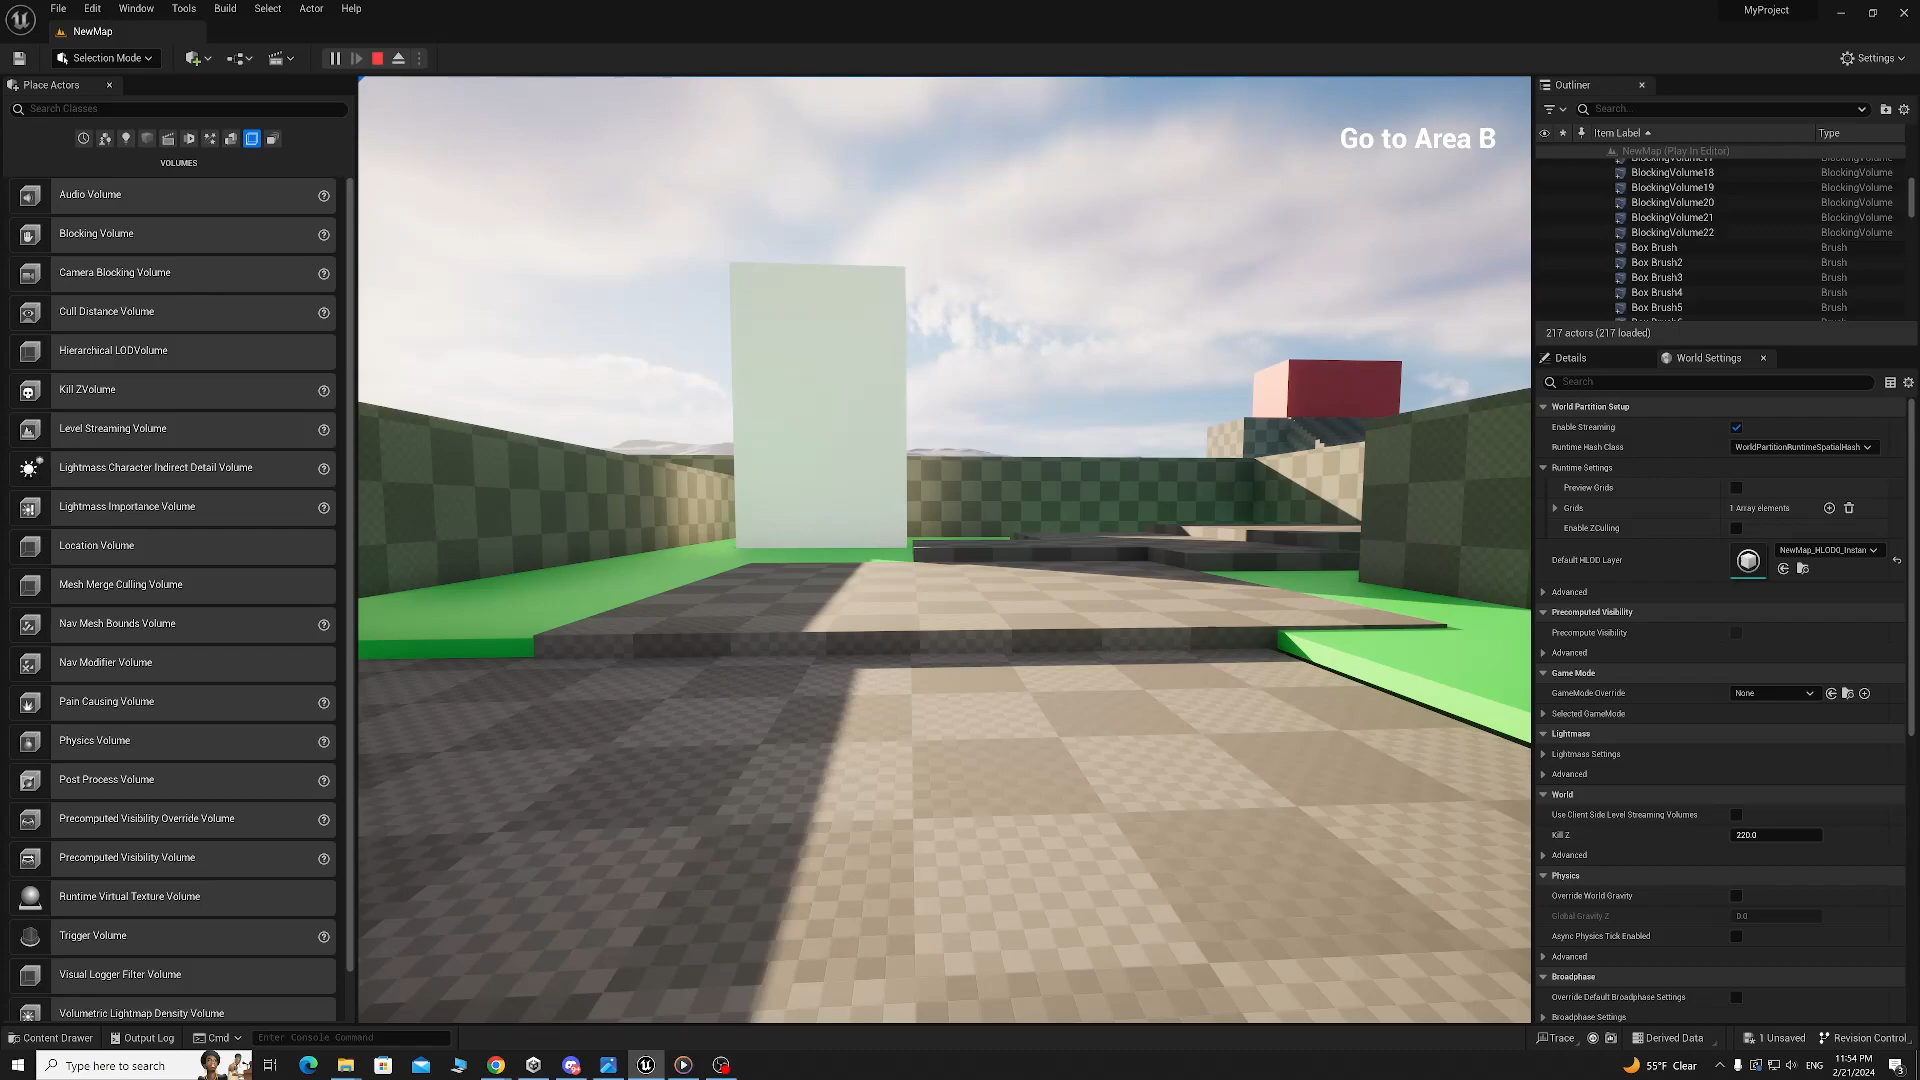 File Edit Window Tools Build Select Actor Help
MyProject
NewMap
Selection Mode
Settings
Place Actors
Search Classes
VOLUMES
Audio Volume
Blocking Volume
Camera Blocking Volume
Cull Distance Volume
Hierarchical LODVolume
Kill ZVolume
Level Streaming Volume
Lightmass Character Indirect Detail Volume
Lightmass Importance Volume
Location Volume
Mesh Merge Culling Volume
Nav Mesh Bounds Volume
Nav Modifier Volume
Pain Causing Volume
Physics Volume
Post Process Volume
Precomputed Visibility Override Volume
Precomputed Visibility Volume
Runtime Virtual Texture Volume
Trigger Volume
Visual Logger Filter Volume
Volumetric Lightmap Density Volume
Go to Area B
Outliner
Search...
Item Label Type
NewMap (Play In Editor)
BlockingVolume17 BlockingVolume
BlockingVolume18 BlockingVolume
BlockingVolume19 BlockingVolume
BlockingVolume20 BlockingVolume
BlockingVolume21 BlockingVolume
BlockingVolume22 BlockingVolume
Box Brush Brush
Box Brush2 Brush
Box Brush3 Brush
Box Brush4 Brush
Box Brush5 Brush
217 actors (217 loaded)
Details World Settings
Search
World Partition Setup
Enable Streaming
Runtime Hash Class WorldPartitionRuntimeSpatialHash
Runtime Settings
Preview Grids
Grids 1 Array elements
Enable ZCulling
Default HLOD Layer NewMap_HLOD0_Instan
Advanced
Precomputed Visibility
Precompute Visibility
Advanced
Game Mode
GameMode Override None
Selected GameMode
Lightmass
Lightmass Settings
Advanced
World
Use Client Side Level Streaming Volumes
Kill Z 220.0
Advanced
Physics
Override World Gravity
Global Gravity Z 0.0
Async Physics Tick Enabled
Advanced
Broadphase
Override Default Broadphase Settings
Broadphase Settings
Content Drawer Output Log Cmd Enter Console Command
Trace Derived Data 1 Unsaved Revision Control
Type here to search
55°F Clear
ENG
11:54 PM
2/21/2024
3